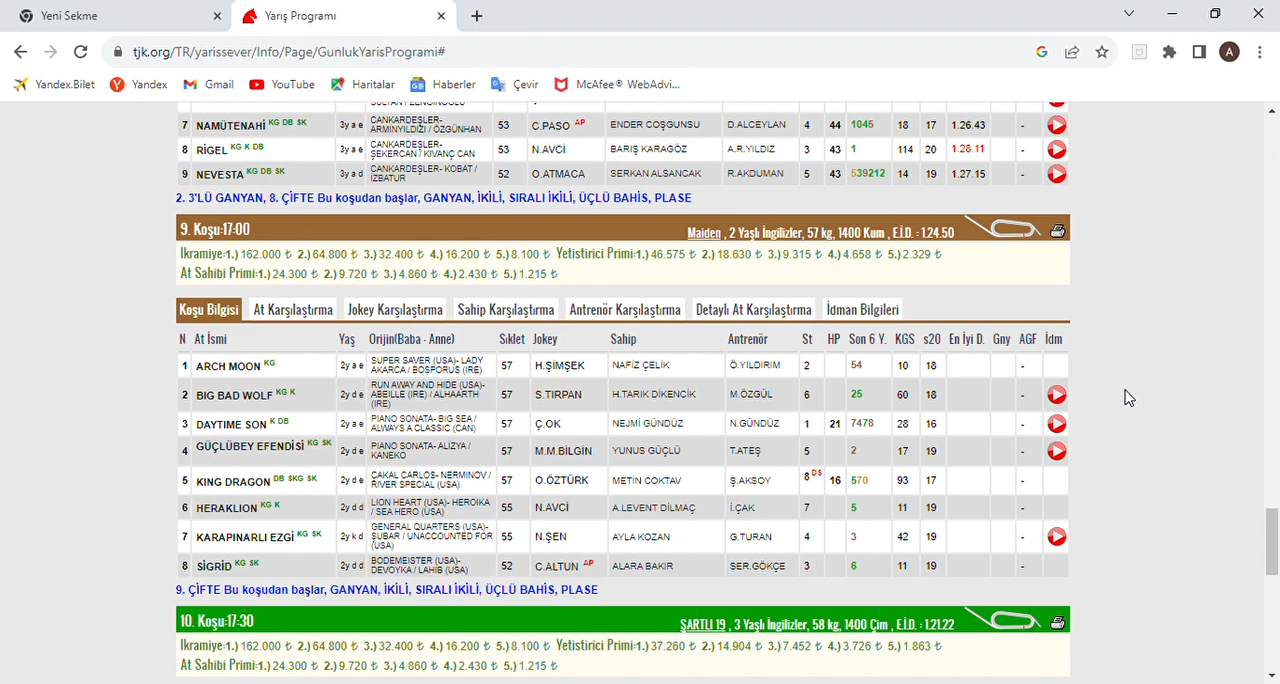 Yeni Sekme
Yarış Programı
tjk.org/TR/yarissever/Info/Page/GunlukYarisProgrami#
A
Yandex.Bilet Yandex Gmail YouTube Haritalar Haberler Çevir McAfee® WebAdvi...
7 NAMÜTENAHİ KG DB SK 3y a e CANKARDEŞLER- ARMINYILDIZI / ÖZGÜNHAN 53 C.PASO AP ENDER COŞGUNSU D.ALCEYLAN 4 44 1045 18 17 1.26.43 -
8 RİGEL KG K DB 3y a e CANKARDEŞLER- ŞEKERCAN / KIVANÇ CAN 53 N.AVCİ BARIŞ KARAGÖZ A.R.YILDIZ 3 43 1 114 20 1.28.11 -
9 NEVESTA KG DB SK 3y a d CANKARDEŞLER- KOBAT / İZBATUR 52 O.ATMACA SERKAN ALSANCAK R.AKDUMAN 5 43 539212 14 19 1.27.15 -
2. 3'LÜ GANYAN, 8. ÇİFTE Bu koşudan başlar, GANYAN, İKİLİ, SIRALI İKİLİ, ÜÇLÜ BAHİS, PLASE
9. Koşu:17:00 Maiden , 2 Yaşlı İngilizler, 57 kg, 1400 Kum , E.İ.D. : 1.24.50
İkramiye:1.) 162.000 ₺ 2.) 64.800 ₺ 3.) 32.400 ₺ 4.) 16.200 ₺ 5.) 8.100 ₺ Yetistirici Primi:1.) 46.575 ₺ 2.) 18.630 ₺ 3.) 9.315 ₺ 4.) 4.658 ₺ 5.) 2.329 ₺
At Sahibi Primi:1.) 24.300 ₺ 2.) 9.720 ₺ 3.) 4.860 ₺ 4.) 2.430 ₺ 5.) 1.215 ₺
Koşu Bilgisi At Karşılaştırma Jokey Karşılaştırma Sahip Karşılaştırma Antrenör Karşılaştırma Detaylı At Karşılaştırma İdman Bilgileri
N At İsmi Yaş Orijin(Baba - Anne) Sıklet Jokey Sahip Antrenör St HP Son 6 Y. KGS s20 En İyi D. Gny AGF İdm
1 ARCH MOON KG 2y a e SUPER SAVER (USA)- LADY AKARCA / BOSPORUS (IRE) 57 H.ŞİMŞEK NAFİZ ÇELİK Ö.YILDIRIM 2 54 10 18 -
2 BIG BAD WOLF KG K 2y d e RUN AWAY AND HIDE (USA)- ABEILLE (IRE) / ALHAARTH (IRE) 57 S.TIRPAN H.TARIK DİKENCİK M.ÖZGÜL 6 25 60 18 -
3 DAYTIME SON K DB 2y a e PIANO SONATA- BIG SEA / ALWAYS A CLASSIC (CAN) 57 Ç.OK NEJMİ GÜNDÜZ N.GÜNDÜZ 1 21 7478 28 16 -
4 GÜÇLÜBEY EFENDİSİ KG SK 2y d e PIANO SONATA- ALİZYA / KANEKO 57 M.M.BİLGİN YUNUS GÜÇLÜ T.ATEŞ 5 2 17 19 -
5 KING DRAGON DB SKG SK 2y d e ÇAKAL CARLOS- NERMINOV / RIVER SPECIAL (USA) 57 O.ÖZTÜRK METİN COKTAV Ş.AKSOY 8 DS 16 570 93 17 -
6 HERAKLION KG K 2y d d LION HEART (USA)- HEROIKA / SEA HERO (USA) 55 N.AVCİ A.LEVENT DİLMAÇ İ.ÇAK 7 5 11 19 -
7 KARAPINARLI EZGİ KG SK 2y k d GENERAL QUARTERS (USA)- SUBAR / UNACCOUNTED FOR (USA) 55 N.ŞEN AYLA KOZAN G.TURAN 4 3 42 19 -
8 SİGRİD KG SK 2y d d BODEMEISTER (USA)- DEVOYKA / LAHIB (USA) 52 C.ALTUN AP ALARA BAKIR SER.GÖKÇE 3 6 11 19 -
9. ÇİFTE Bu koşudan başlar, GANYAN, İKİLİ, SIRALI İKİLİ, ÜÇLÜ BAHİS, PLASE
10. Koşu:17:30 ŞARTLI 19 , 3 Yaşlı İngilizler, 58 kg, 1400 Çim , E.İ.D. : 1.21.22
İkramiye:1.) 162.000 ₺ 2.) 64.800 ₺ 3.) 32.400 ₺ 4.) 16.200 ₺ 5.) 8.100 ₺ Yetistirici Primi:1.) 37.260 ₺ 2.) 14.904 ₺ 3.) 7.452 ₺ 4.) 3.726 ₺ 5.) 1.863 ₺
At Sahibi Primi:1.) 24.300 ₺ 2.) 9.720 ₺ 3.) 4.860 ₺ 4.) 2.430 ₺ 5.) 1.215 ₺